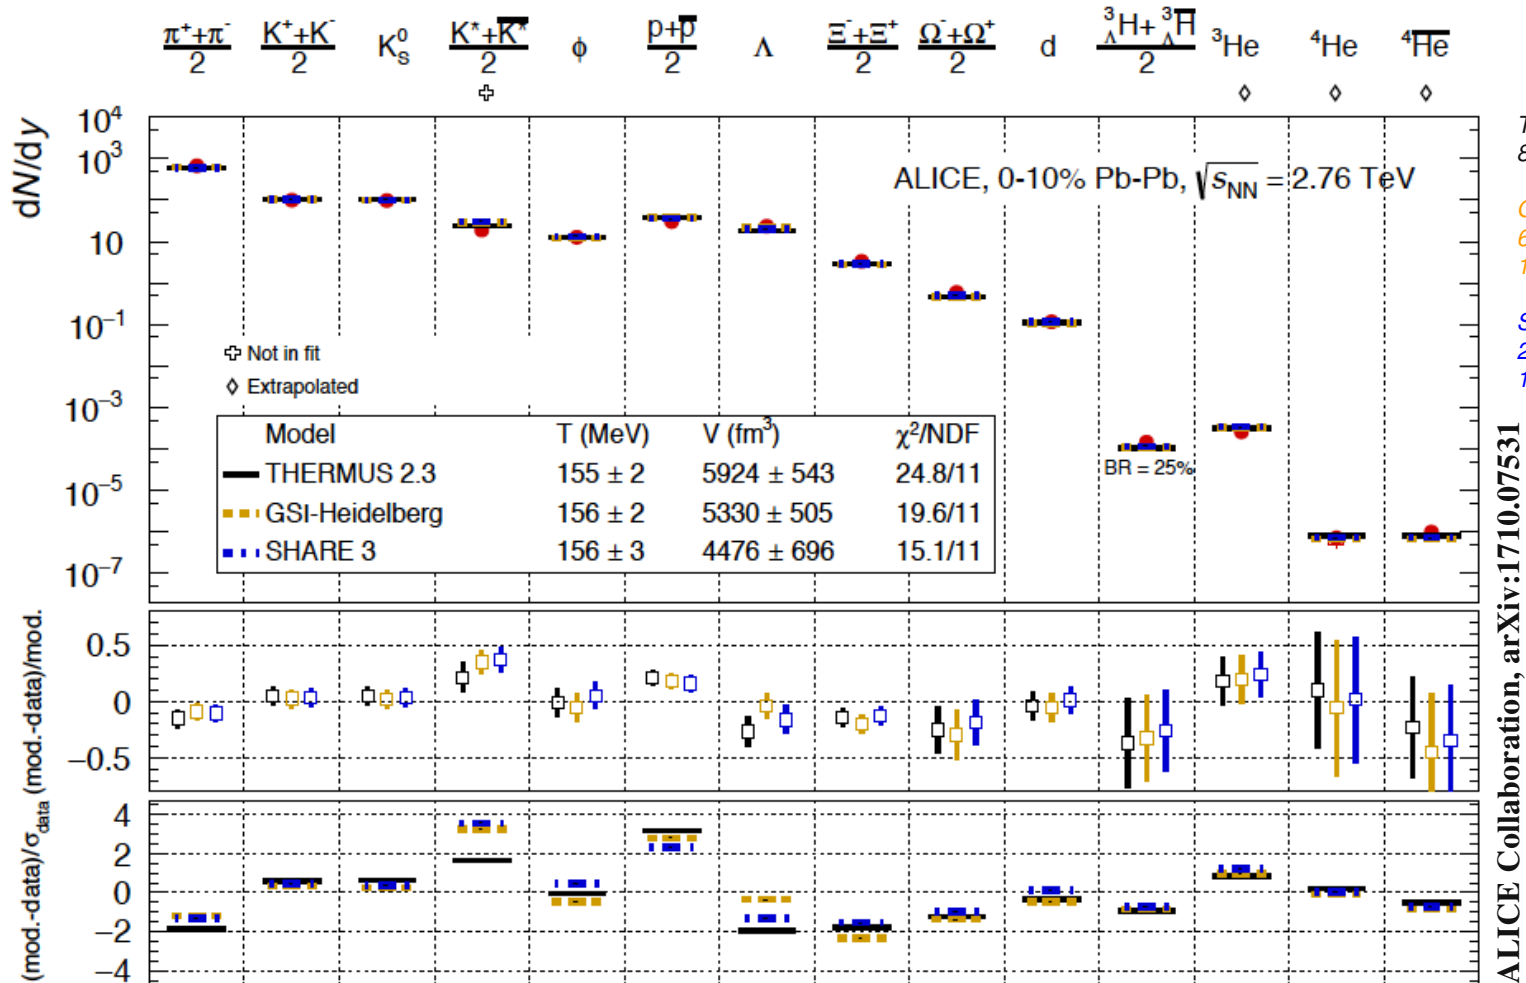 π⁺+π⁻/2 K⁺+K⁻/2 K⁰S K*+K̅*̅/2 ϕ p+p̅/2 Λ Ξ⁻+Ξ⁺/2 Ω⁻+Ω⁺/2 d ³ΛH+³ΛH̅/2 ³He ⁴He ⁴H̅e̅
dN/dy
10⁴
10³
10
10⁻¹
10⁻³
10⁻⁵
10⁻⁷
ALICE, 0-10% Pb-Pb, √sNN = 2.76 TeV
Not in fit
Extrapolated
Model T (MeV) V (fm³) χ²/NDF
THERMUS 2.3 155 ± 2 5924 ± 543 24.8/11
GSI-Heidelberg 156 ± 2 5330 ± 505 19.6/11
SHARE 3 156 ± 3 4476 ± 696 15.1/11
BR = 25%
(mod.-data)/mod.
0.5
0
−0.5
(mod.-data)/σdata
4
2
0
−2
−4
ALICE Collaboration, arXiv:1710.07531